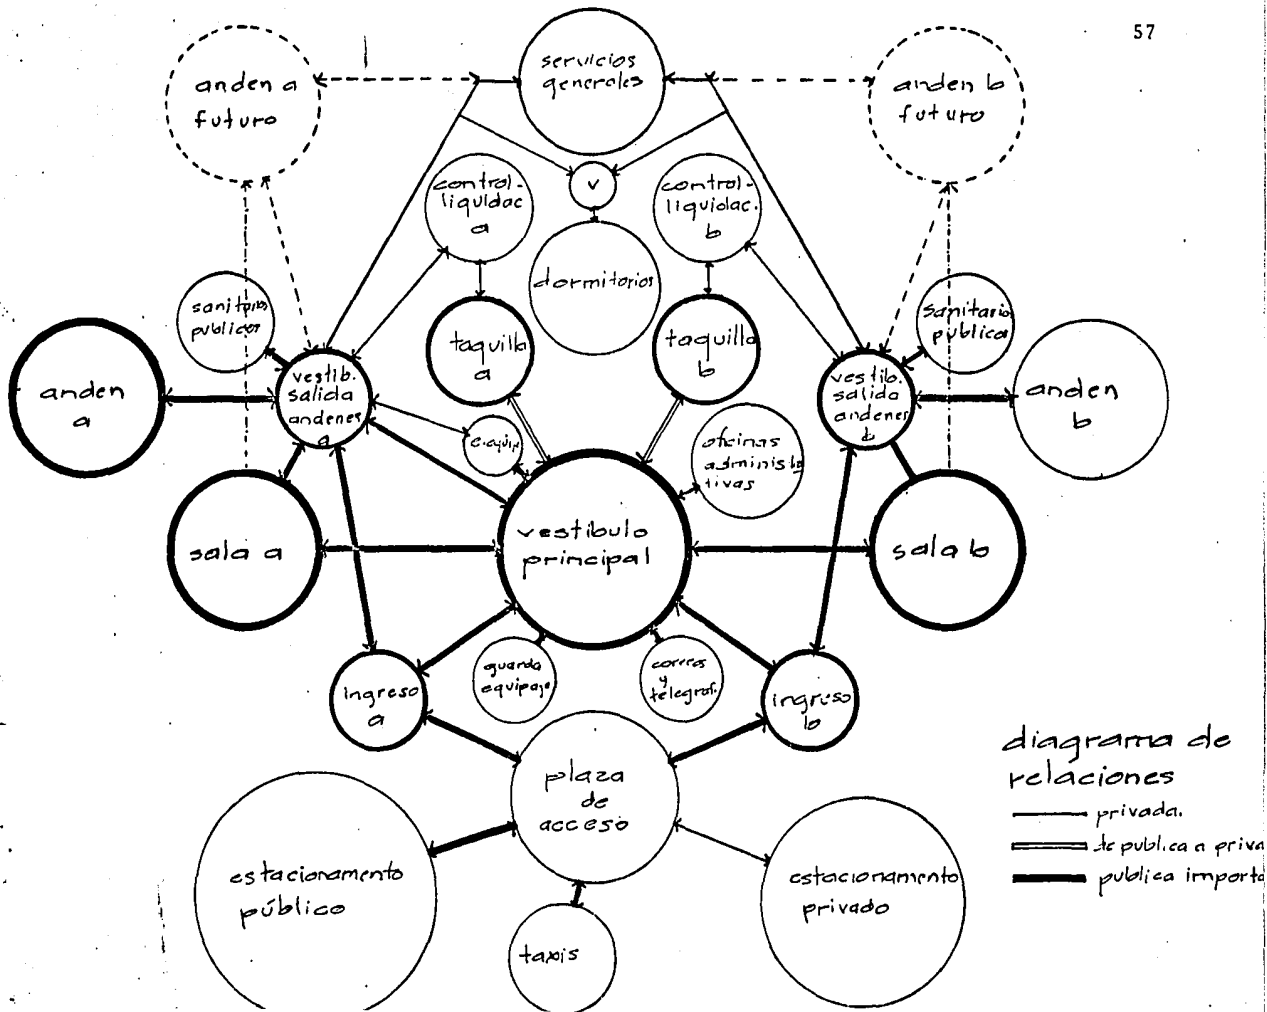 57
servicios
generales
anden a
futuro
anden b
futuro
v
control-
liquidac
a
control-
liquidac.
b
dormitorios
sanitarios
publicos
sanitario
publica
taquilla
a
taquilla
b
anden
a
vestib.
salida
andenes
a
vestib.
salida
andenes
b
anden
b
oficinas
administra
tivas
sala a
vestibulo
principal
sala b
guarda
equipaje
correos
y
telegraf.
ingreso
a
ingreso
b
plaza
de
acceso
estacionamento
público
estacionamento
privado
taxis
diagrama de
relaciones
privada.
de publica a priva
publica importa